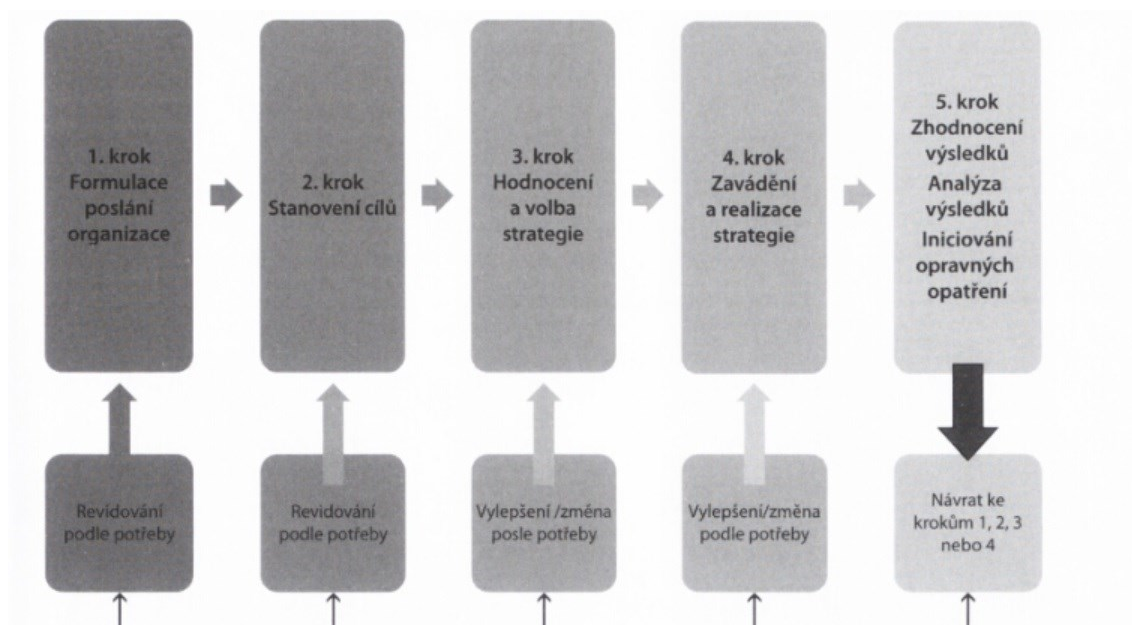 1. krok
Formulace
poslání
organizace
2. krok
Stanovení cílů
3. krok
Hodnocení
a volba
strategie
4. krok
Zavádění
a realizace
strategie
5. krok
Zhodnocení
výsledků
Analýza
výsledků
Iniciování
opravných
opatření
Revidování
podle potřeby
Revidování
podle potřeby
Vylepšení /změna
posle potřeby
Vylepšení/změna
podle potřeby
Návrat ke
krokům 1, 2, 3
nebo 4